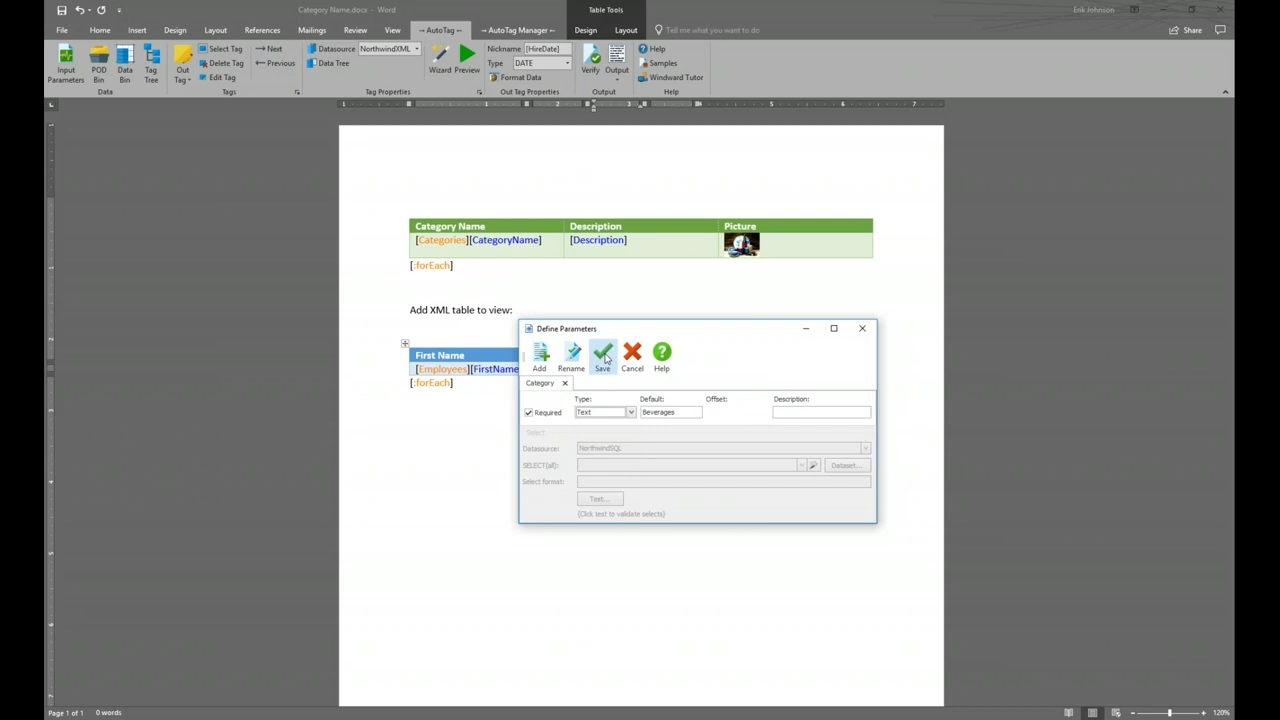 Category Name.docx - Word
Table Tools
Erik Johnson
File Home Insert Design Layout References Mailings Review View → AutoTag ← → AutoTag Manager ← Design Layout Tell me what you want to do Share
Input Parameters
POD Bin
Data Bin
Tag Tree
Data
Out Tag
Select Tag
Delete Tag
Edit Tag
Tags
Next
Previous
Datasource NorthwindXML
Data Tree
Wizard
Preview
Tag Properties
Nickname [HireDate]
Type DATE
Format Data
Out Tag Properties
Verify
Output
Output
Help
Samples
Windward Tutor
Help
Category Name Description Picture
[Categories][CategoryName] [Description]
[:forEach]
Add XML table to view:
First Name
[Employees][FirstName
[:forEach]
Define Parameters
Add Rename Save Cancel Help
Category
Type: Default: Offset: Description:
Required Text Beverages
Select
Datasource: NorthwindSQL
SELECT(all): Dataset...
Select format:
Test...
(Click test to validate selects)
Page 1 of 1 0 words 120%